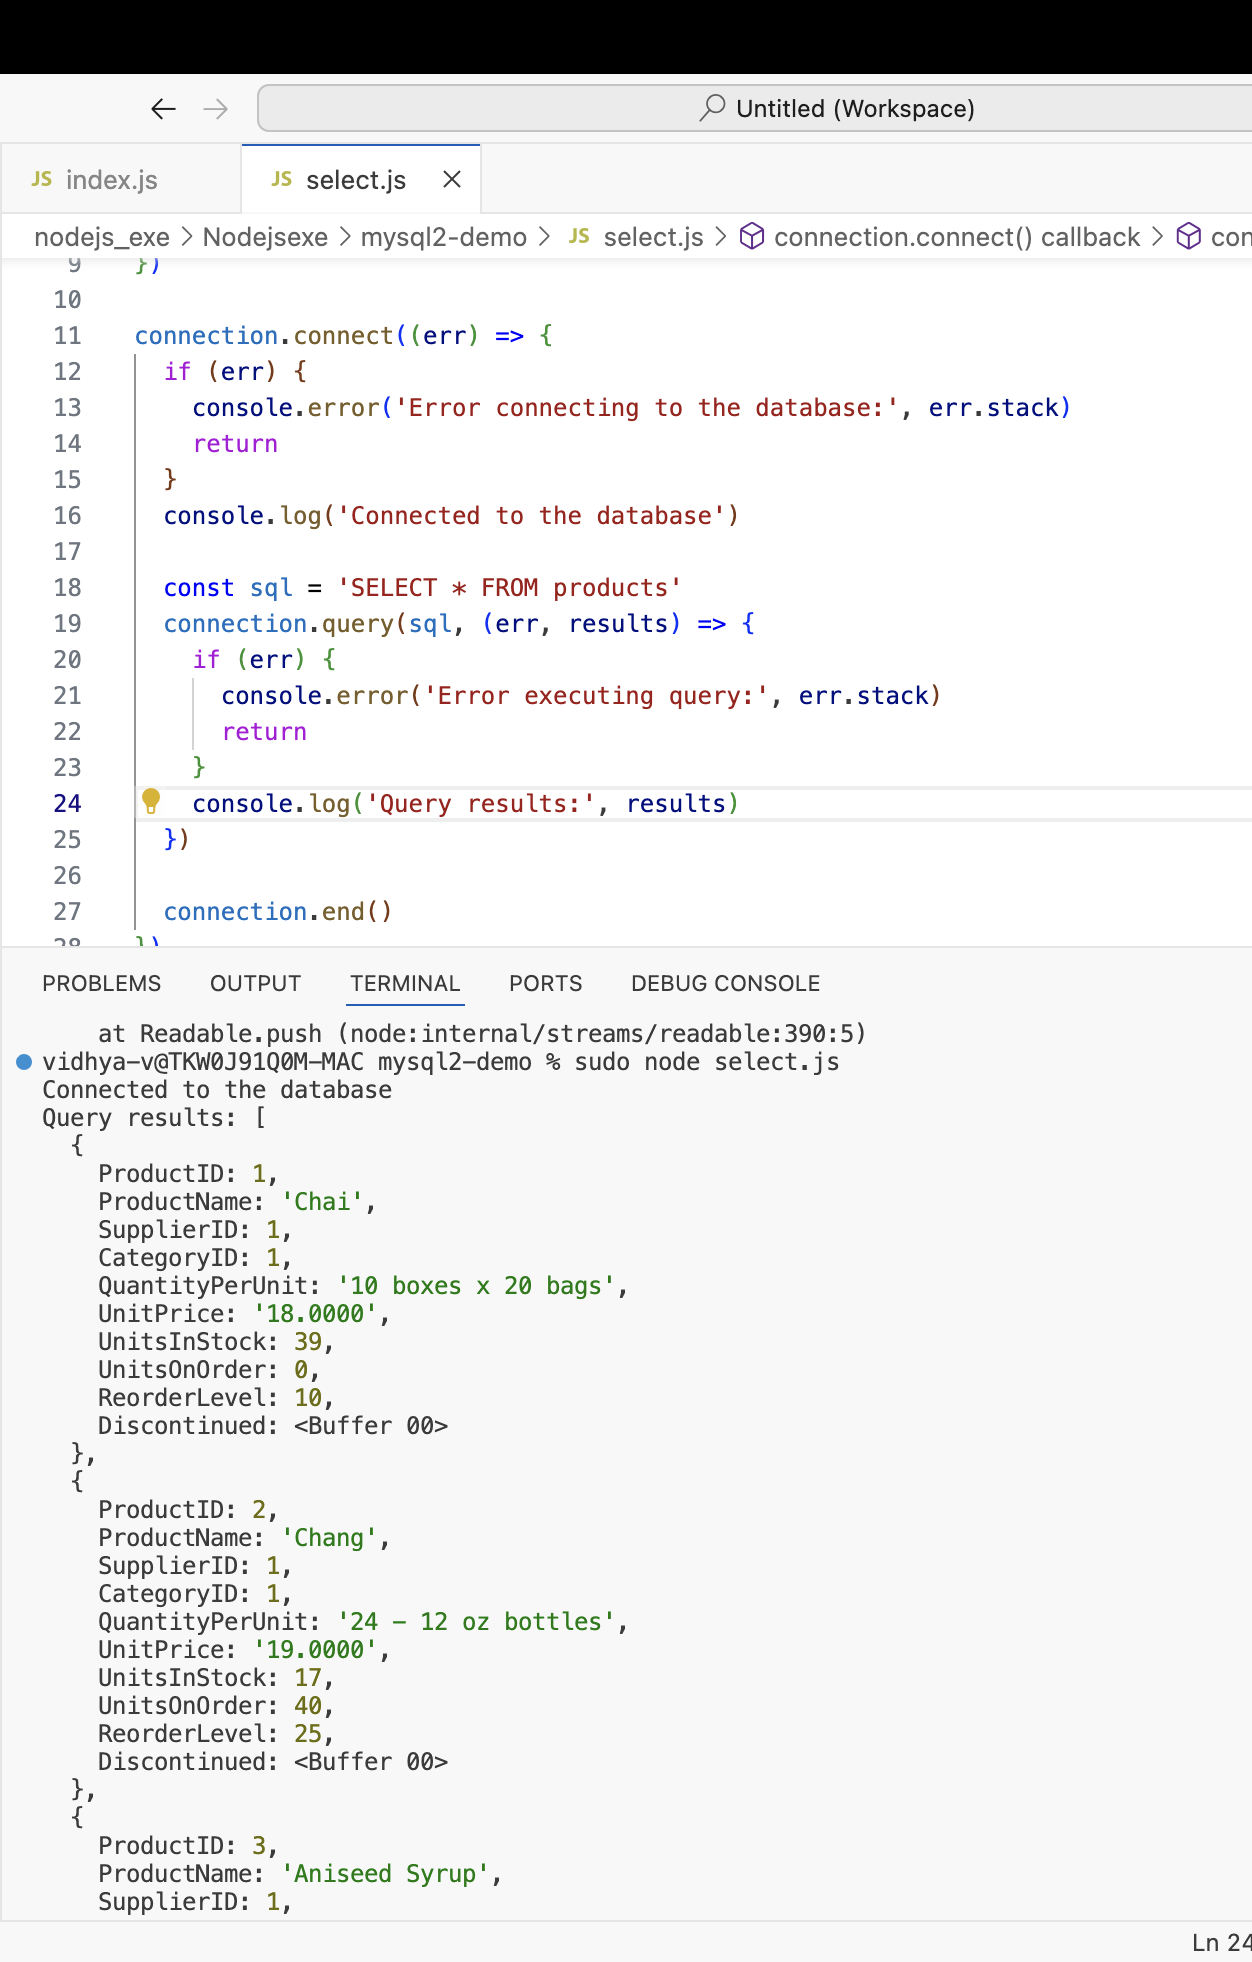 Untitled (Workspace)
JS index.js
JS select.js
nodejs_exe > Nodejsexe > mysql2-demo > JS select.js > connection.connect() callback > con
9 })
10
11 connection.connect((err) => {
12 if (err) {
13 console.error('Error connecting to the database:', err.stack)
14 return
15 }
16 console.log('Connected to the database')
17
18 const sql = 'SELECT * FROM products'
19 connection.query(sql, (err, results) => {
20 if (err) {
21 console.error('Error executing query:', err.stack)
22 return
23 }
24 console.log('Query results:', results)
25 })
26
27 connection.end()
28 })
PROBLEMS OUTPUT TERMINAL PORTS DEBUG CONSOLE
at Readable.push (node:internal/streams/readable:390:5)
vidhya-v@TKW0J91Q0M-MAC mysql2-demo % sudo node select.js
Connected to the database
Query results: [
{
ProductID: 1,
ProductName: 'Chai',
SupplierID: 1,
CategoryID: 1,
QuantityPerUnit: '10 boxes x 20 bags',
UnitPrice: '18.0000',
UnitsInStock: 39,
UnitsOnOrder: 0,
ReorderLevel: 10,
Discontinued: <Buffer 00>
},
{
ProductID: 2,
ProductName: 'Chang',
SupplierID: 1,
CategoryID: 1,
QuantityPerUnit: '24 - 12 oz bottles',
UnitPrice: '19.0000',
UnitsInStock: 17,
UnitsOnOrder: 40,
ReorderLevel: 25,
Discontinued: <Buffer 00>
},
{
ProductID: 3,
ProductName: 'Aniseed Syrup',
SupplierID: 1,
Ln 24